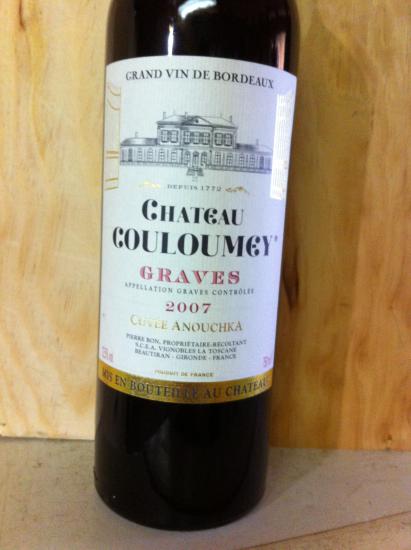 GRAND VIN DE BORDEAUX
DEPUIS 1772
CHATEAU
COULOUMEY
GRAVES
APPELLATION GRAVES CONTRÔLÉE
2007
CUVÉE ANOUCHKA
PIERRE BON, PROPRIÉTAIRE-RÉCOLTANT
S.C.E.A. VIGNOBLES LA TOSCANE
BEAUTIRAN - GIRONDE - FRANCE
PRODUIT DE FRANCE
MIS EN BOUTEILLE AU CHATEAU